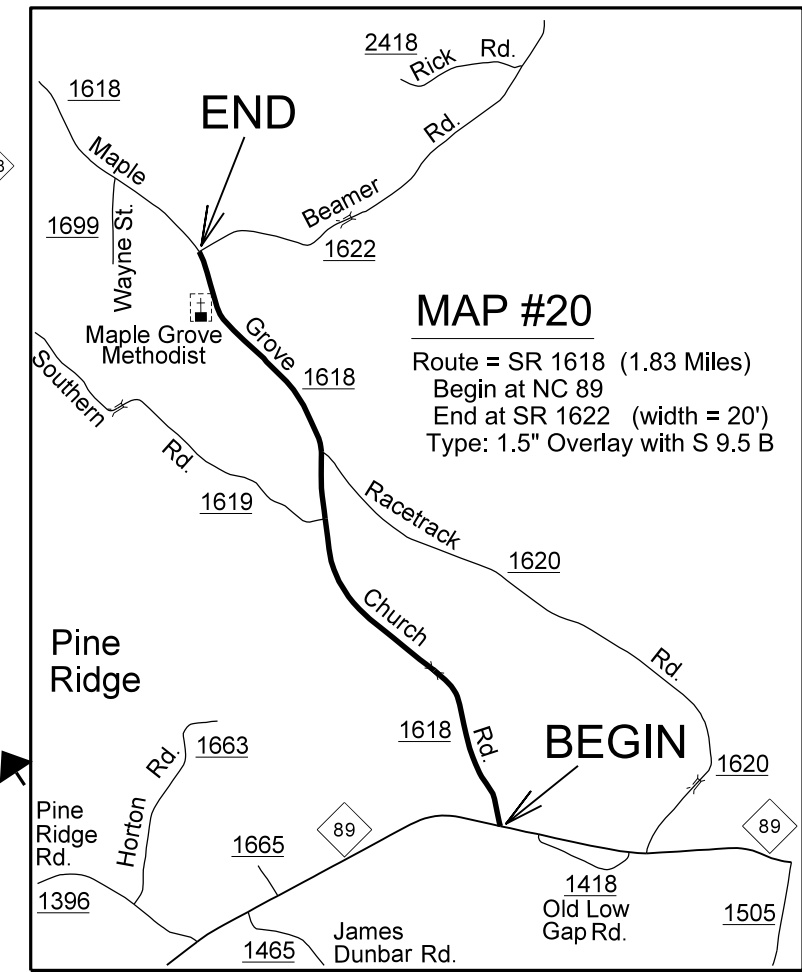 2418
Rick Rd.
1618
END
Maple
Beamer Rd.
1699
Wayne St.
1622
MAP #20
Maple Grove
Methodist
Route = SR 1618 (1.83 Miles)
Begin at NC 89
End at SR 1622 (width = 20')
Type: 1.5" Overlay with S 9.5 B
Grove
1618
Southern Rd.
1619
Racetrack Rd.
1620
Church Rd.
Pine
Ridge
1618
BEGIN
1663
1620
Horton Rd.
Pine
Ridge
Rd.
89
89
1665
1396
1418
Old Low
Gap Rd.
1505
1465
James
Dunbar Rd.